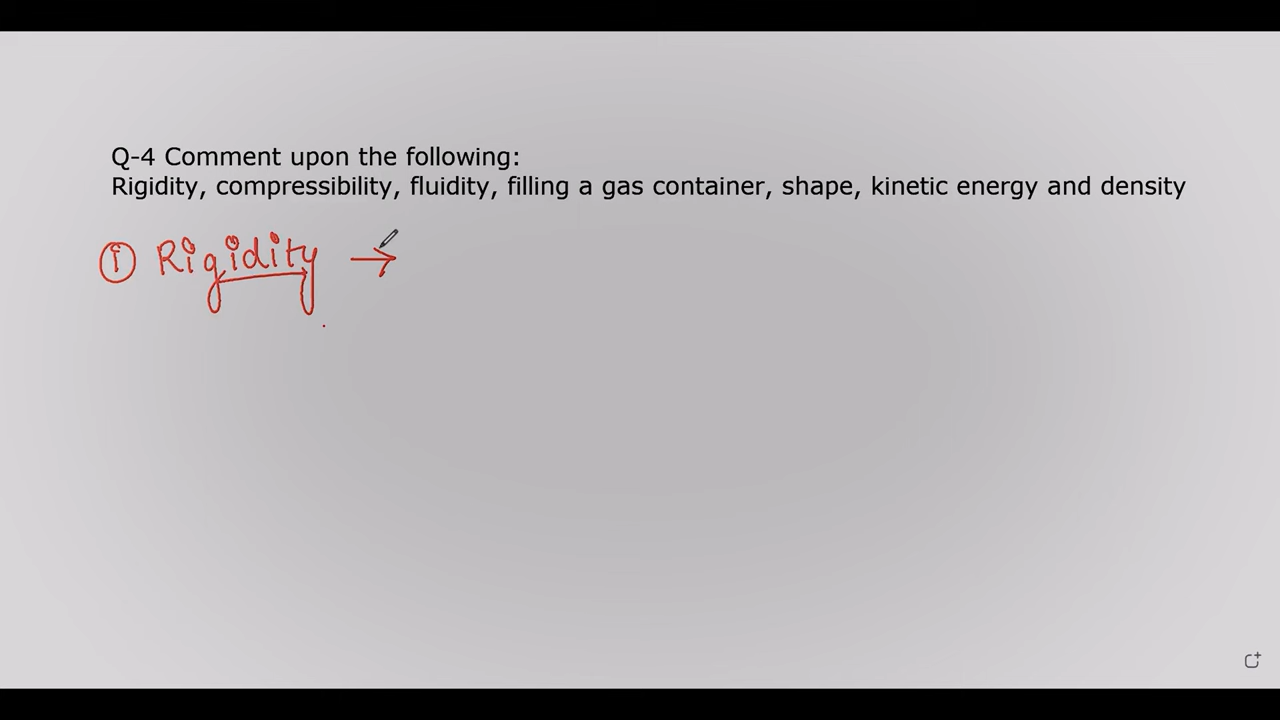 Q-4 Comment upon the following:
Rigidity, compressibility, fluidity, filling a gas container, shape, kinetic energy and density
① Rigidity →